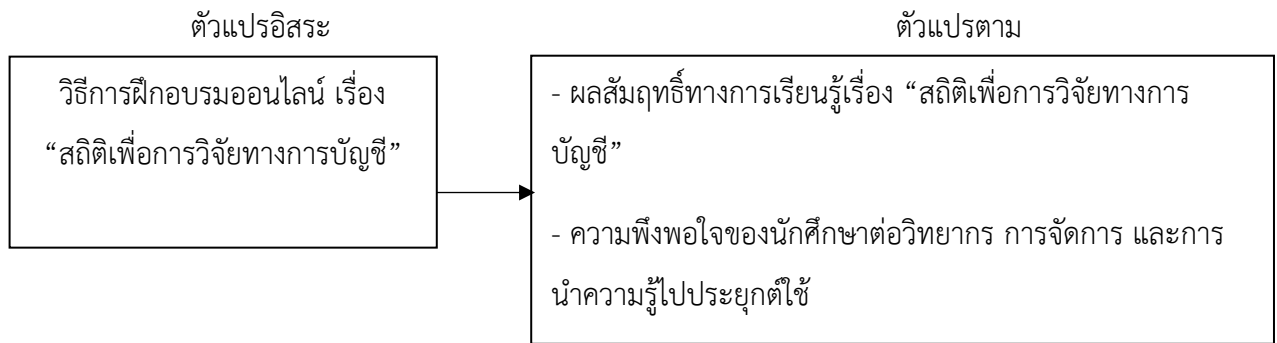 ตัวแปรอิสระ
ตัวแปรตาม
วิธีการฝึกอบรมออนไลน์ เรื่อง
“สถิติเพื่อการวิจัยทางการบัญชี”
- ผลสัมฤทธิ์ทางการเรียนรู้เรื่อง “สถิติเพื่อการวิจัยทางการ
บัญชี”
- ความพึงพอใจของนักศึกษาต่อวิทยากร การจัดการ และการ
นำความรู้ไปประยุกต์ใช้